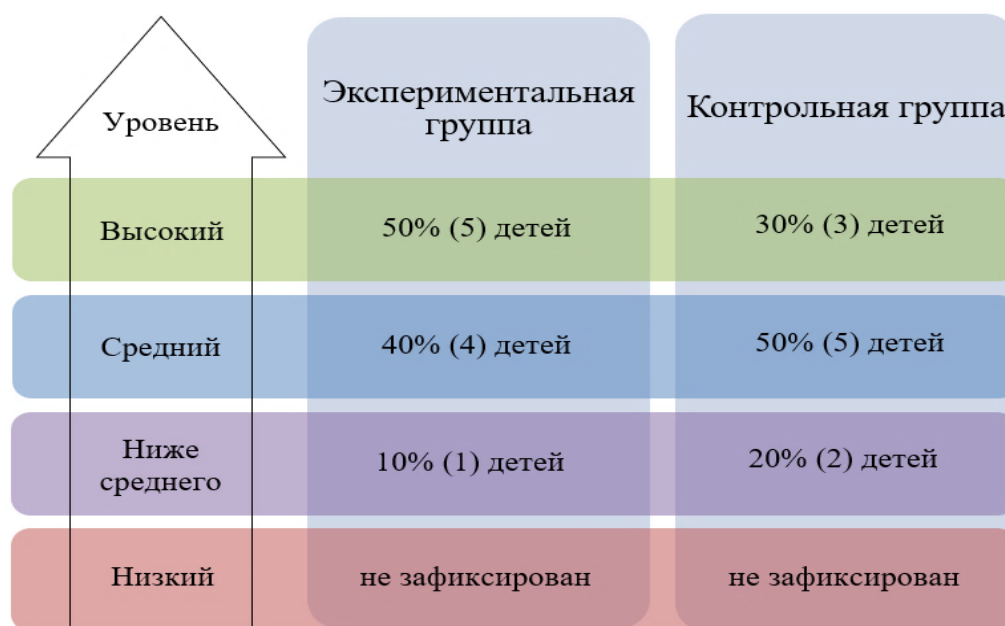 Уровень
Экспериментальная
группа
Контрольная группа
Высокий
50% (5) детей
30% (3) детей
Средний
40% (4) детей
50% (5) детей
Ниже
среднего
10% (1) детей
20% (2) детей
Низкий
не зафиксирован
не зафиксирован